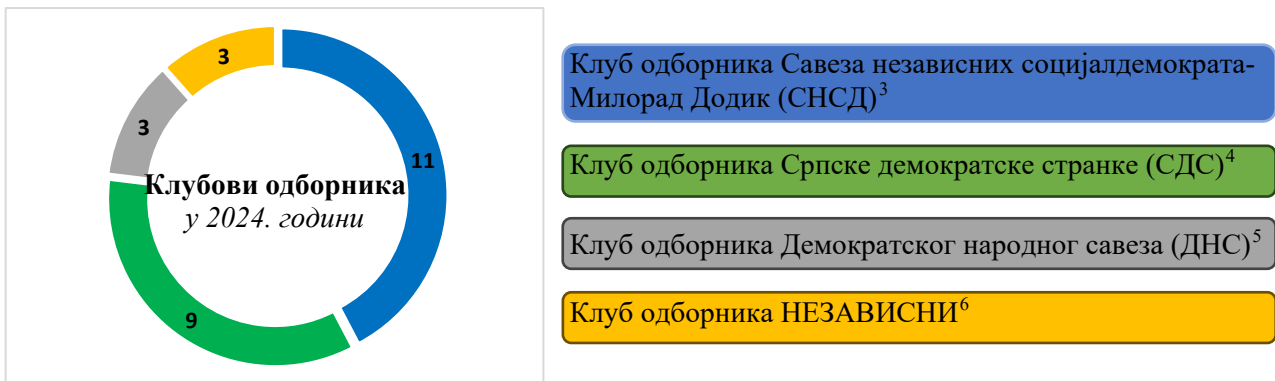 3
11
3
Клубови одборника
у 2024. години
9
Клуб одборника Савеза независних социјалдемократа-
Милорад Додик (СНСД)3
Клуб одборника Српске демократске странке (СДС)4
Клуб одборника Демократског народног савеза (ДНС)5
Клуб одборника НЕЗАВИСНИ6